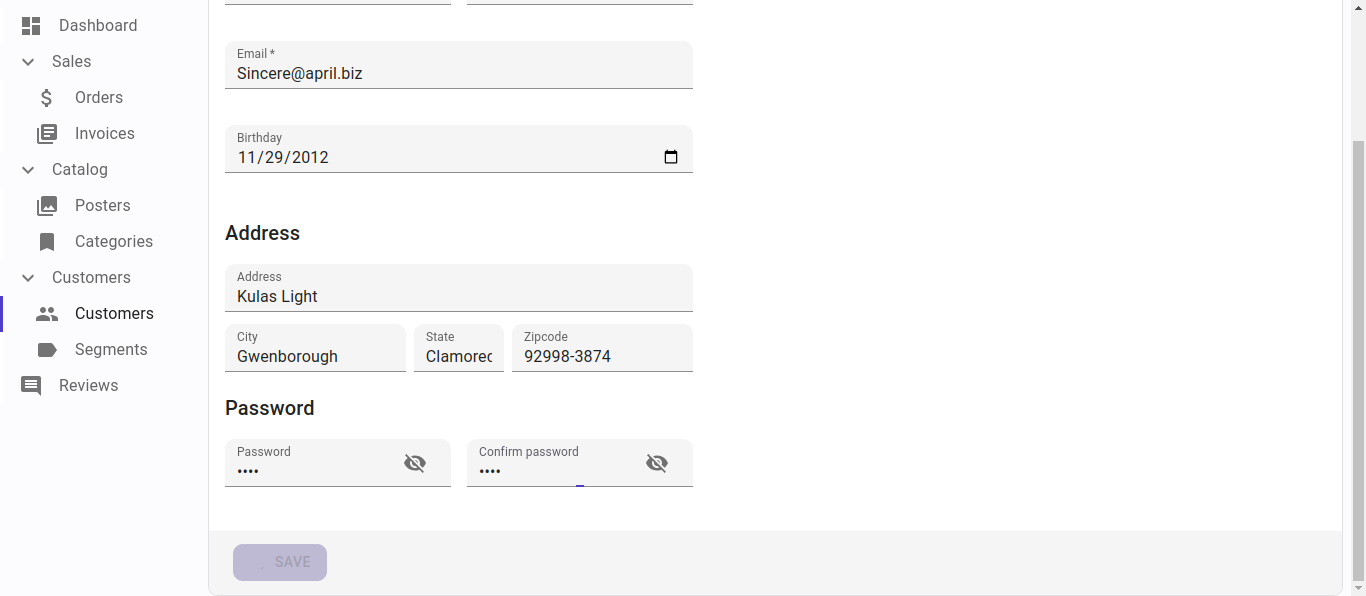 Dashboard
Sales
Orders
Invoices
Catalog
Posters
Categories
Customers
Customers
Segments
Reviews
Email *
Sincere@april.biz
Birthday
11/29/2012
Address
Address
Kulas Light
City
Gwenborough
State
Clamorec
Zipcode
92998-3874
Password
Password
••••
Confirm password
••••
SAVE